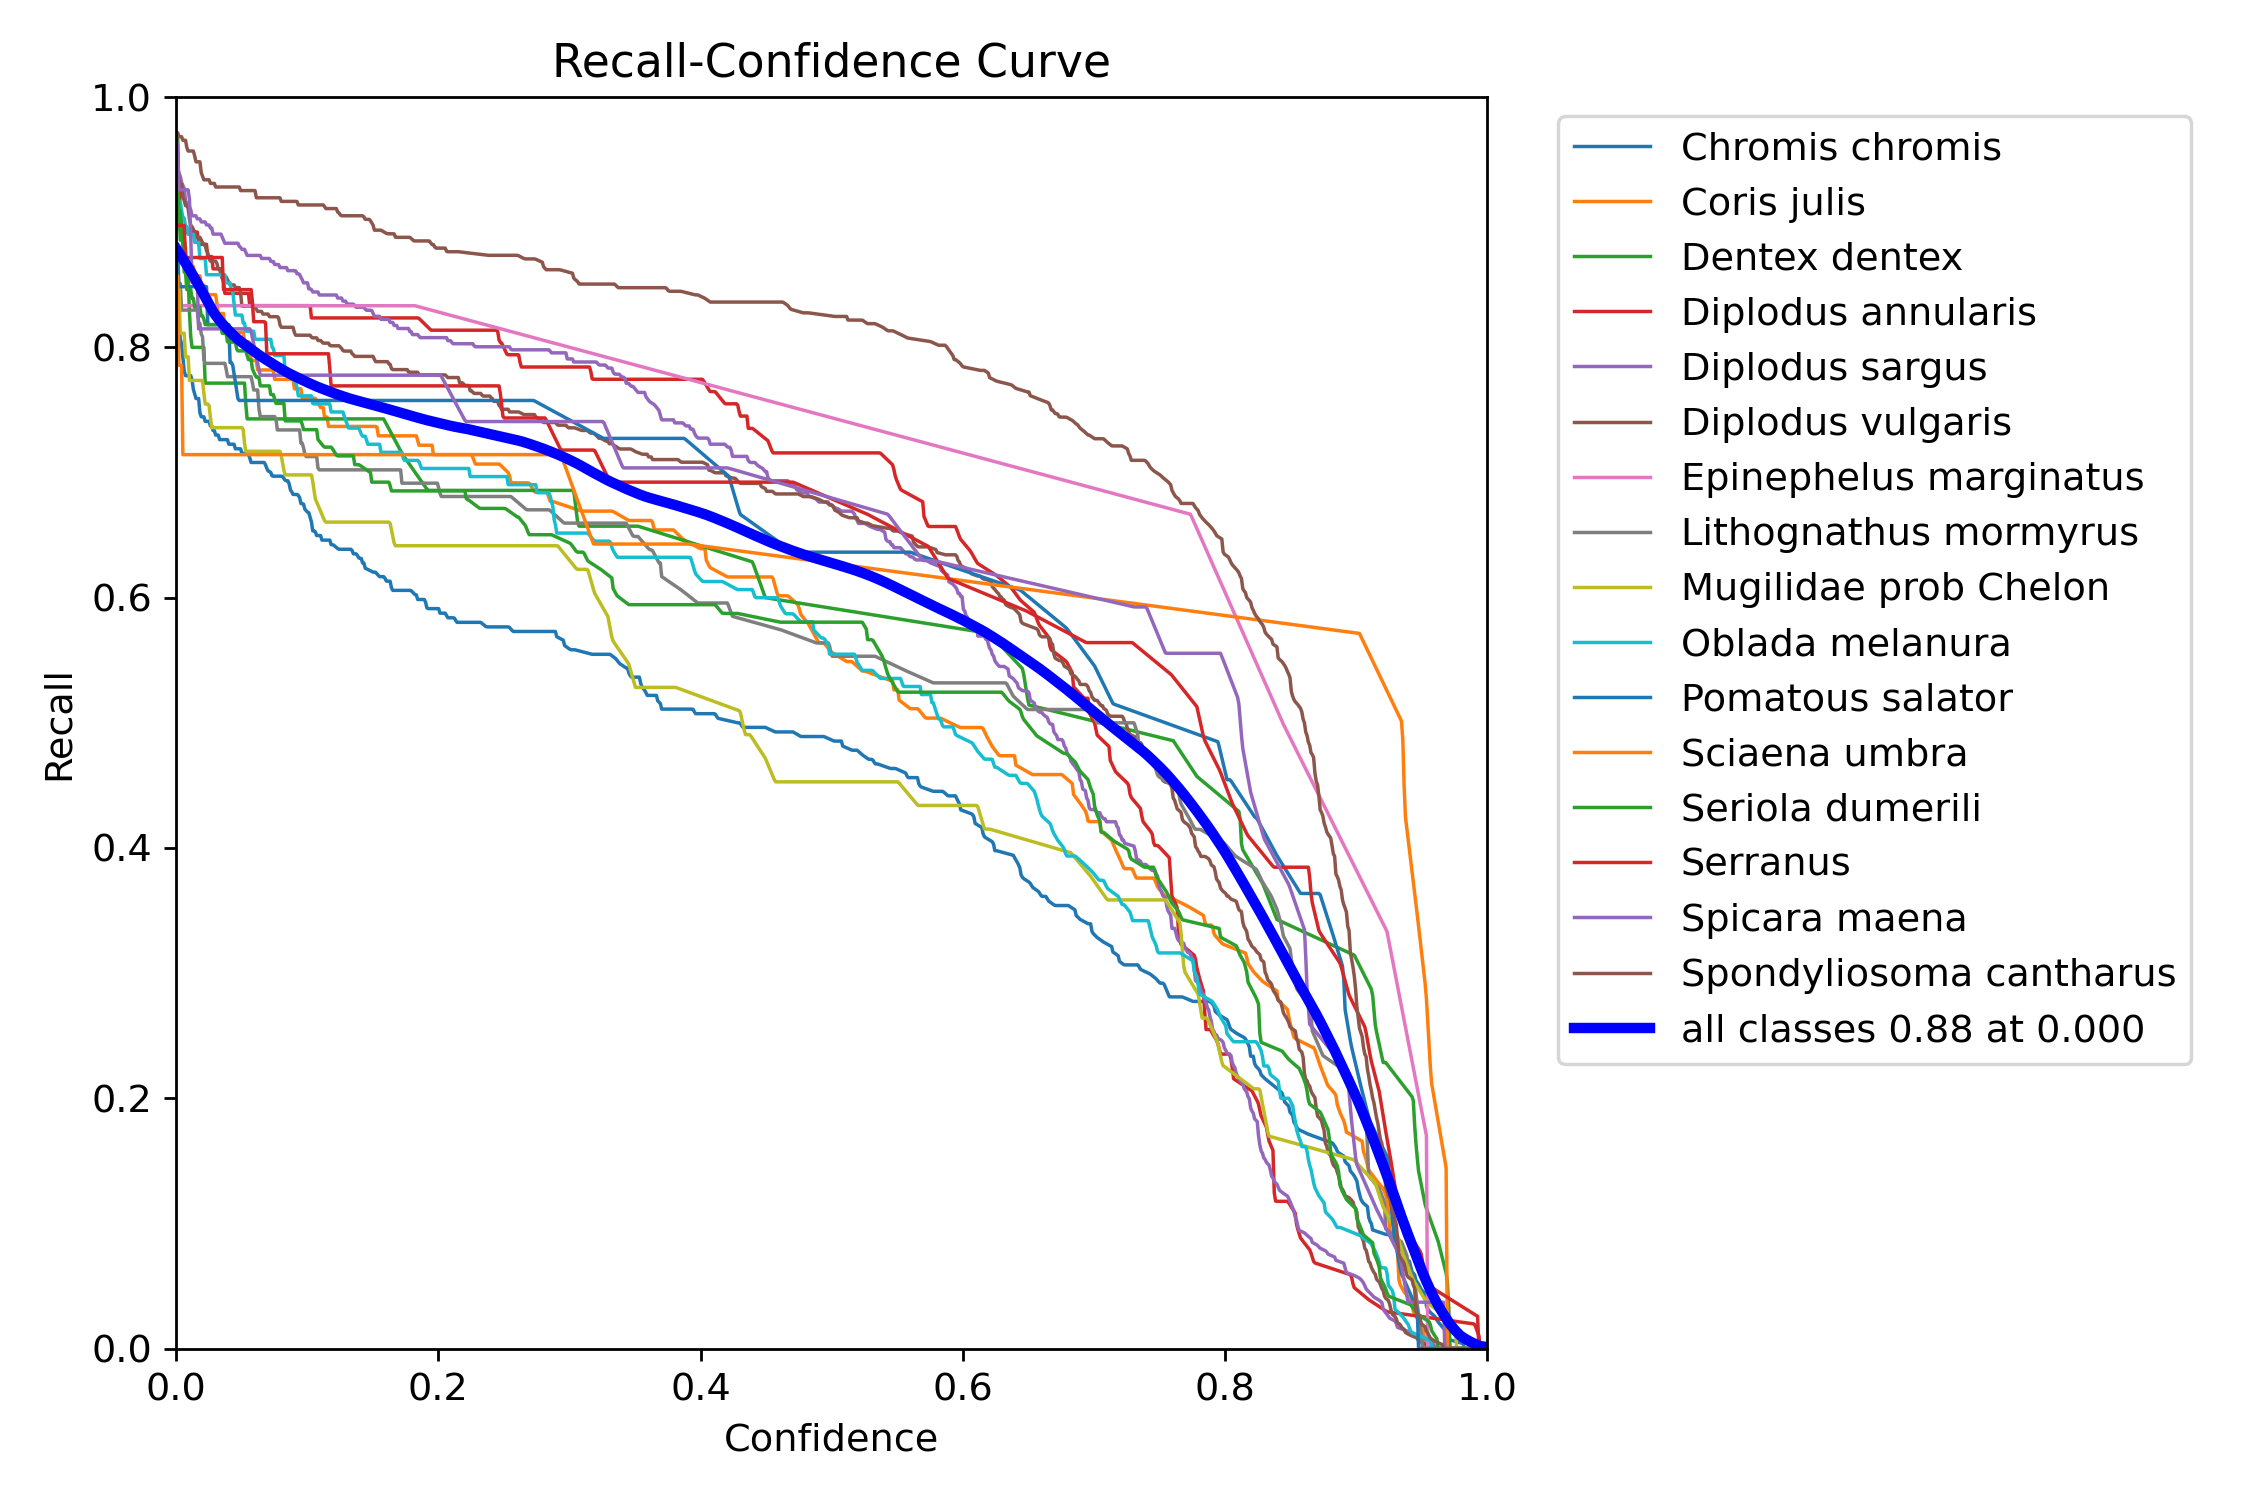 Recall-Confidence Curve
1.0
0.8
0.6
0.4
0.2
0.0
Recall
0.0 0.2 0.4 0.6 0.8 1.0
Confidence
Chromis chromis
Coris julis
Dentex dentex
Diplodus annularis
Diplodus sargus
Diplodus vulgaris
Epinephelus marginatus
Lithognathus mormyrus
Mugilidae prob Chelon
Oblada melanura
Pomatous salator
Sciaena umbra
Seriola dumerili
Serranus
Spicara maena
Spondyliosoma cantharus
all classes 0.88 at 0.000